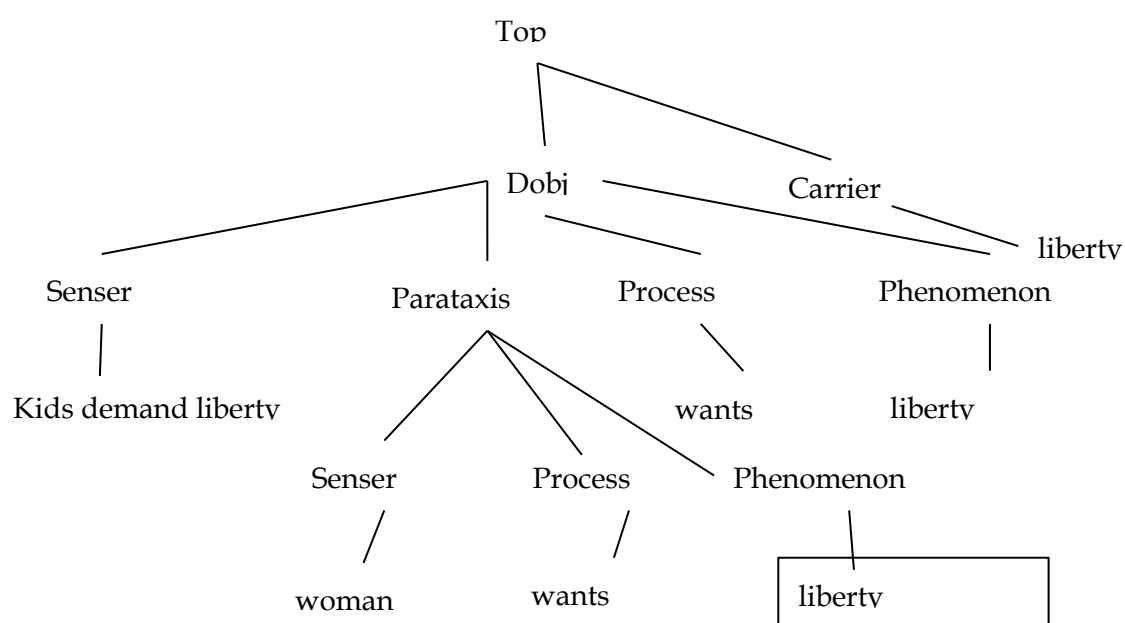 Top
Dobj
Carrier
liberty
Senser
Parataxis
Process
Phenomenon
Kids demand liberty
wants
liberty
Senser
Process
Phenomenon
woman
wants
liberty